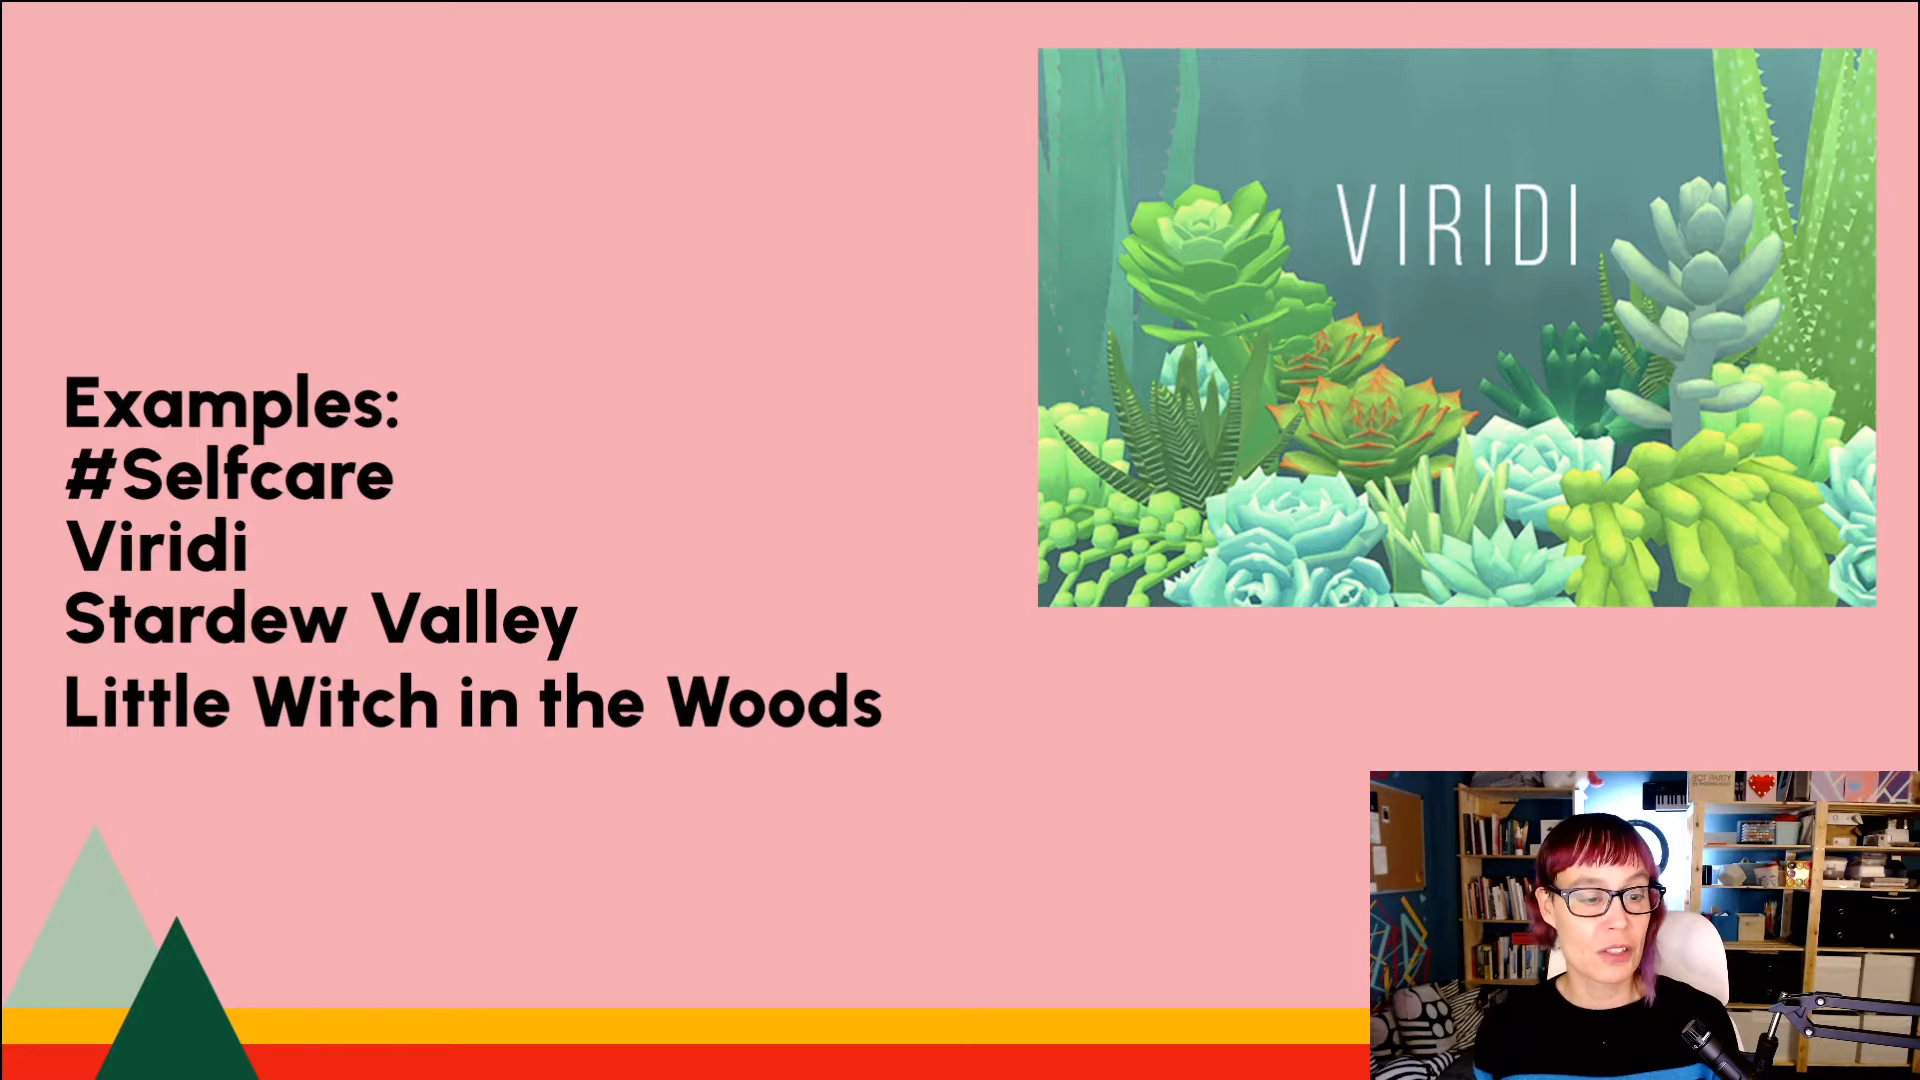 Examples:
#Selfcare
Viridi
Stardew Valley
Little Witch in the Woods
VIRIDI